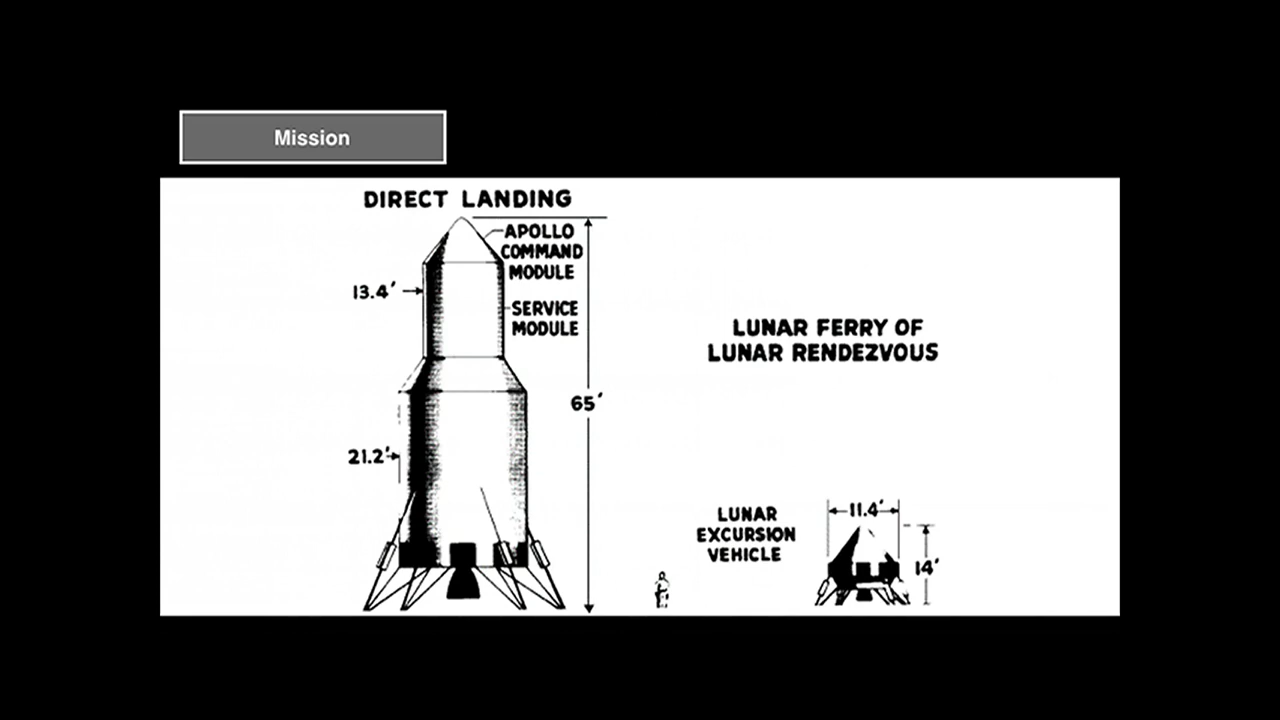 Mission
DIRECT LANDING
APOLLO
COMMAND
MODULE
13.4'
SERVICE
MODULE
65'
21.2'
LUNAR FERRY OF
LUNAR RENDEZVOUS
LUNAR
EXCURSION
VEHICLE
11.4'
14'